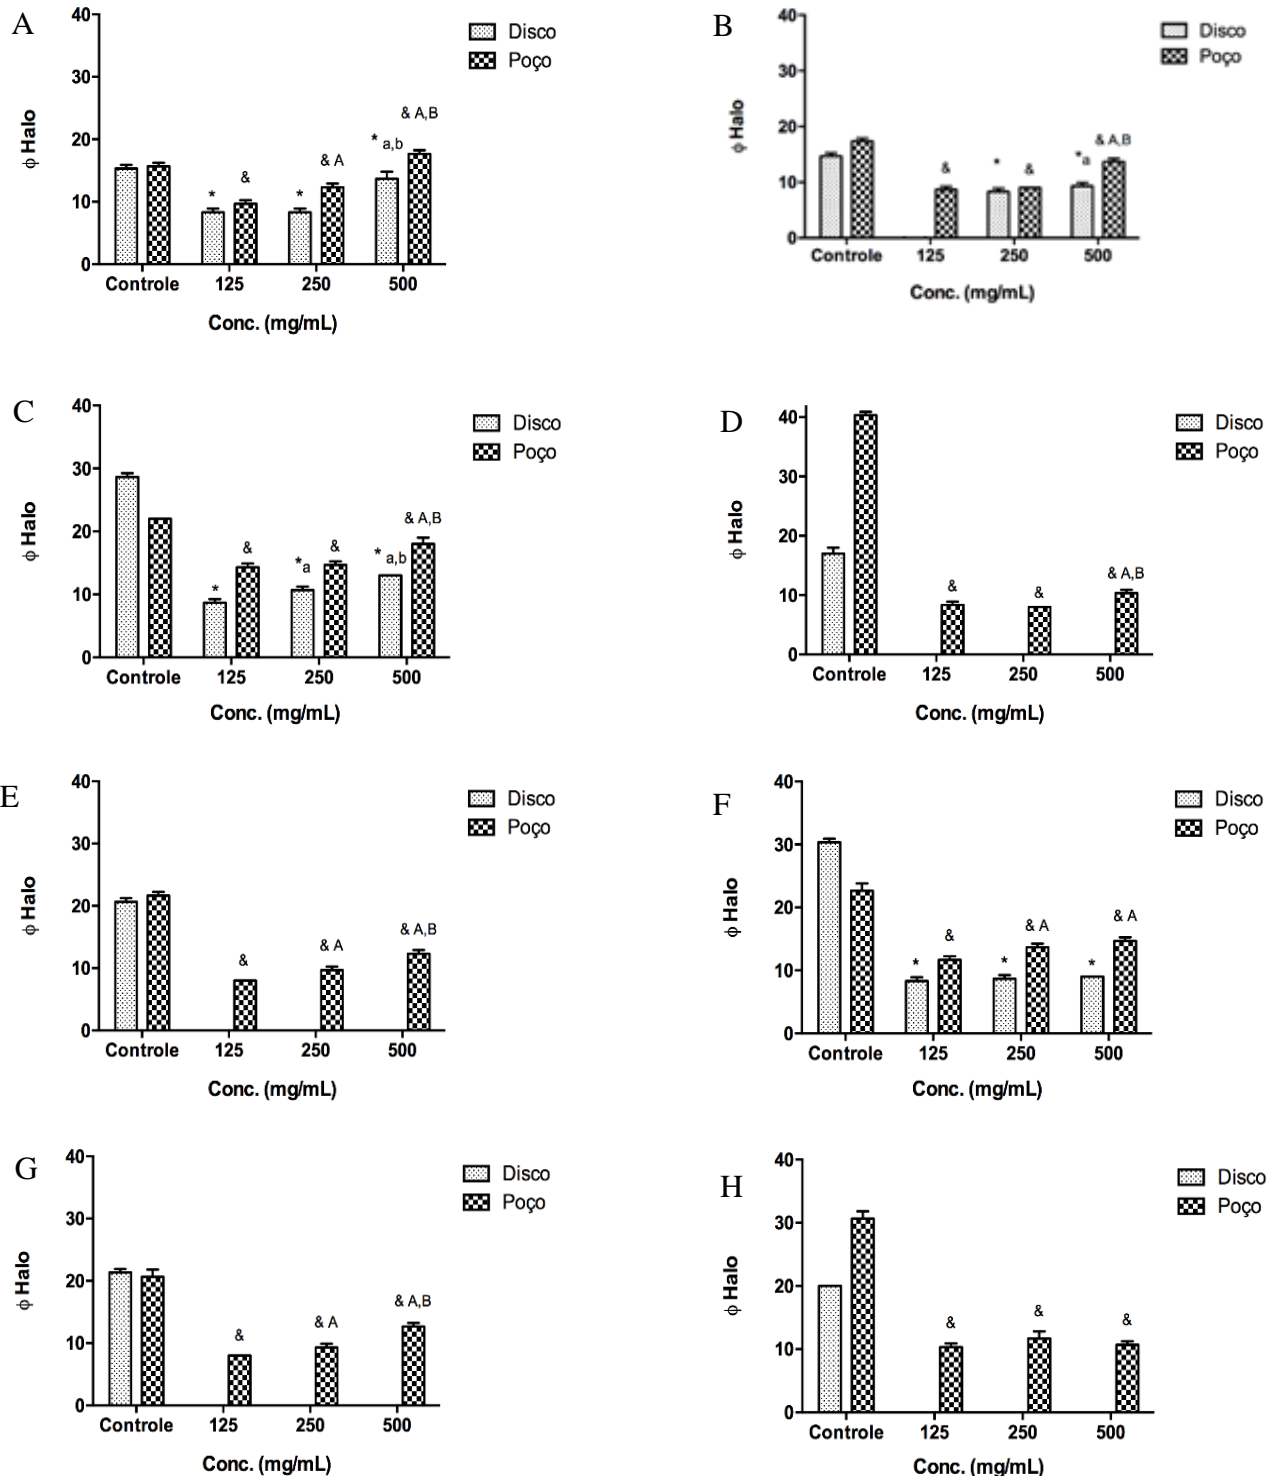 A
40
30
20
10
0
ϕ Halo
* & * & A * a,b & A,B
Controle 125 250 500
Conc. (mg/mL)
Disco
Poço
B
40
30
20
10
0
ϕ Halo
& * & * a & A,B
Controle 125 250 500
Conc. (mg/mL)
Disco
Poço
C
40
30
20
10
0
ϕ Halo
* & * a & * a,b & A,B
Controle 125 250 500
Conc. (mg/mL)
Disco
Poço
D
40
30
20
10
0
ϕ Halo
& & & A,B
Controle 125 250 500
Conc. (mg/mL)
Disco
Poço
E
40
30
20
10
0
ϕ Halo
& & A & A,B
Controle 125 250 500
Conc. (mg/mL)
Disco
Poço
F
40
30
20
10
0
ϕ Halo
* & * & A * & A
Controle 125 250 500
Conc. (mg/mL)
Disco
Poço
G
40
30
20
10
0
ϕ Halo
& & A & A,B
Controle 125 250 500
Conc. (mg/mL)
Disco
Poço
H
40
30
20
10
0
ϕ Halo
& & &
Controle 125 250 500
Conc. (mg/mL)
Disco
Poço